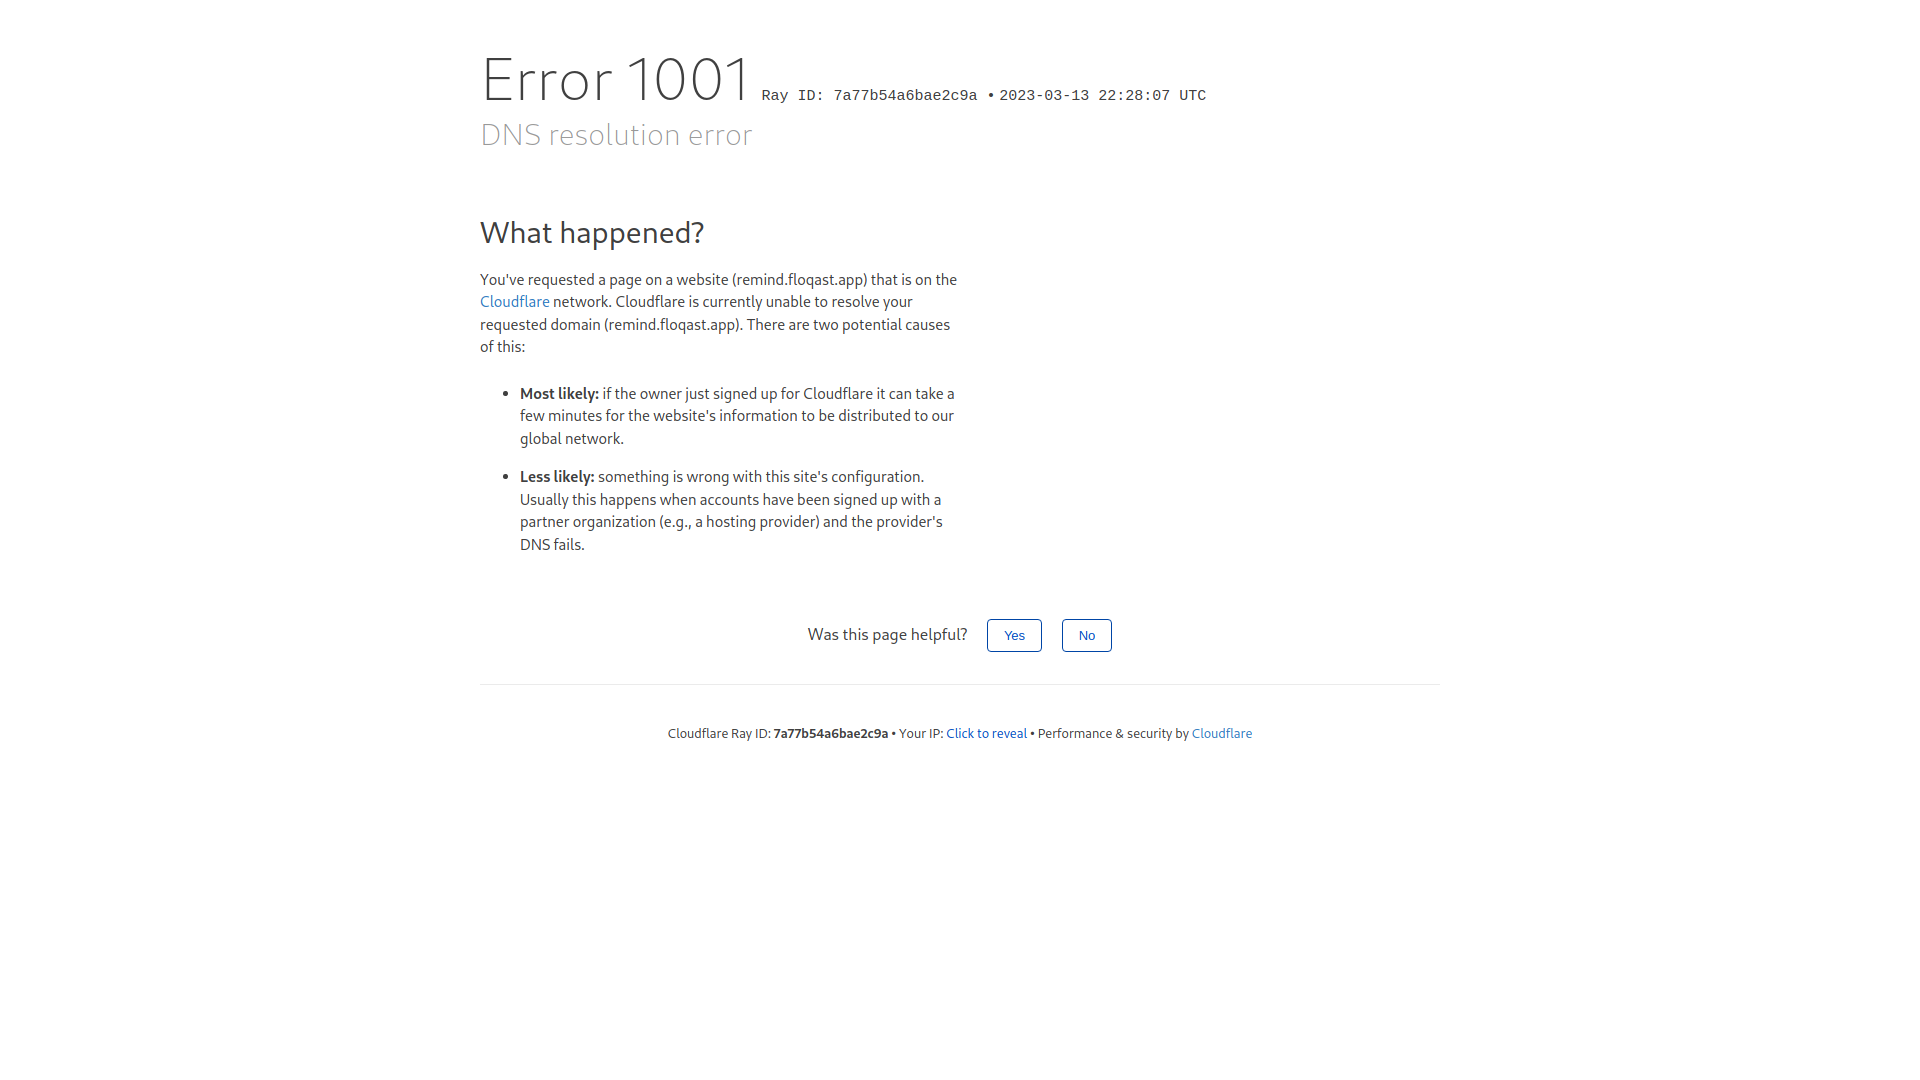 Error 1001 Ray ID: 7a77b54a6bae2c9a • 2023-03-13 22:28:07 UTC
DNS resolution error
What happened?
You've requested a page on a website (remind.floqast.app) that is on the
Cloudflare network. Cloudflare is currently unable to resolve your
requested domain (remind.floqast.app). There are two potential causes
of this:
• Most likely: if the owner just signed up for Cloudflare it can take a
few minutes for the website's information to be distributed to our
global network.
• Less likely: something is wrong with this site's configuration.
Usually this happens when accounts have been signed up with a
partner organization (e.g., a hosting provider) and the provider's
DNS fails.
Was this page helpful? Yes No
Cloudflare Ray ID: 7a77b54a6bae2c9a • Your IP: Click to reveal • Performance & security by Cloudflare